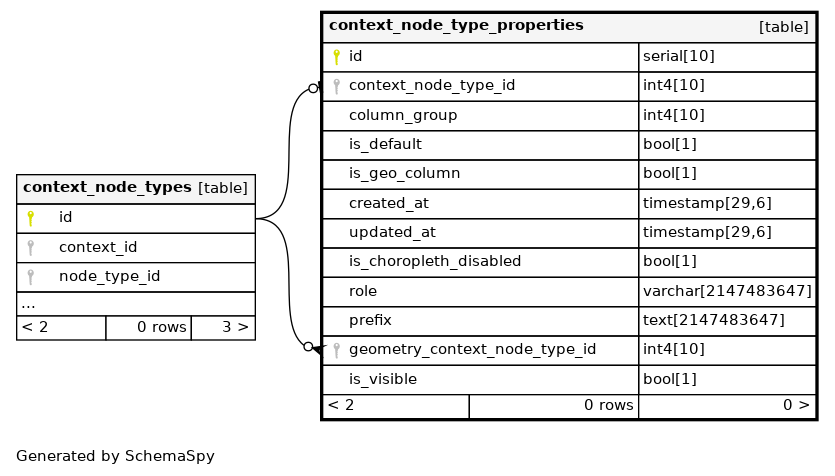 context_node_type_properties [table]
id serial[10]
context_node_type_id int4[10]
column_group int4[10]
is_default bool[1]
is_geo_column bool[1]
created_at timestamp[29,6]
updated_at timestamp[29,6]
is_choropleth_disabled bool[1]
role varchar[2147483647]
prefix text[2147483647]
geometry_context_node_type_id int4[10]
is_visible bool[1]
< 2 0 rows 0 >
context_node_types [table]
id
context_id
node_type_id
...
< 2 0 rows 3 >
Generated by SchemaSpy